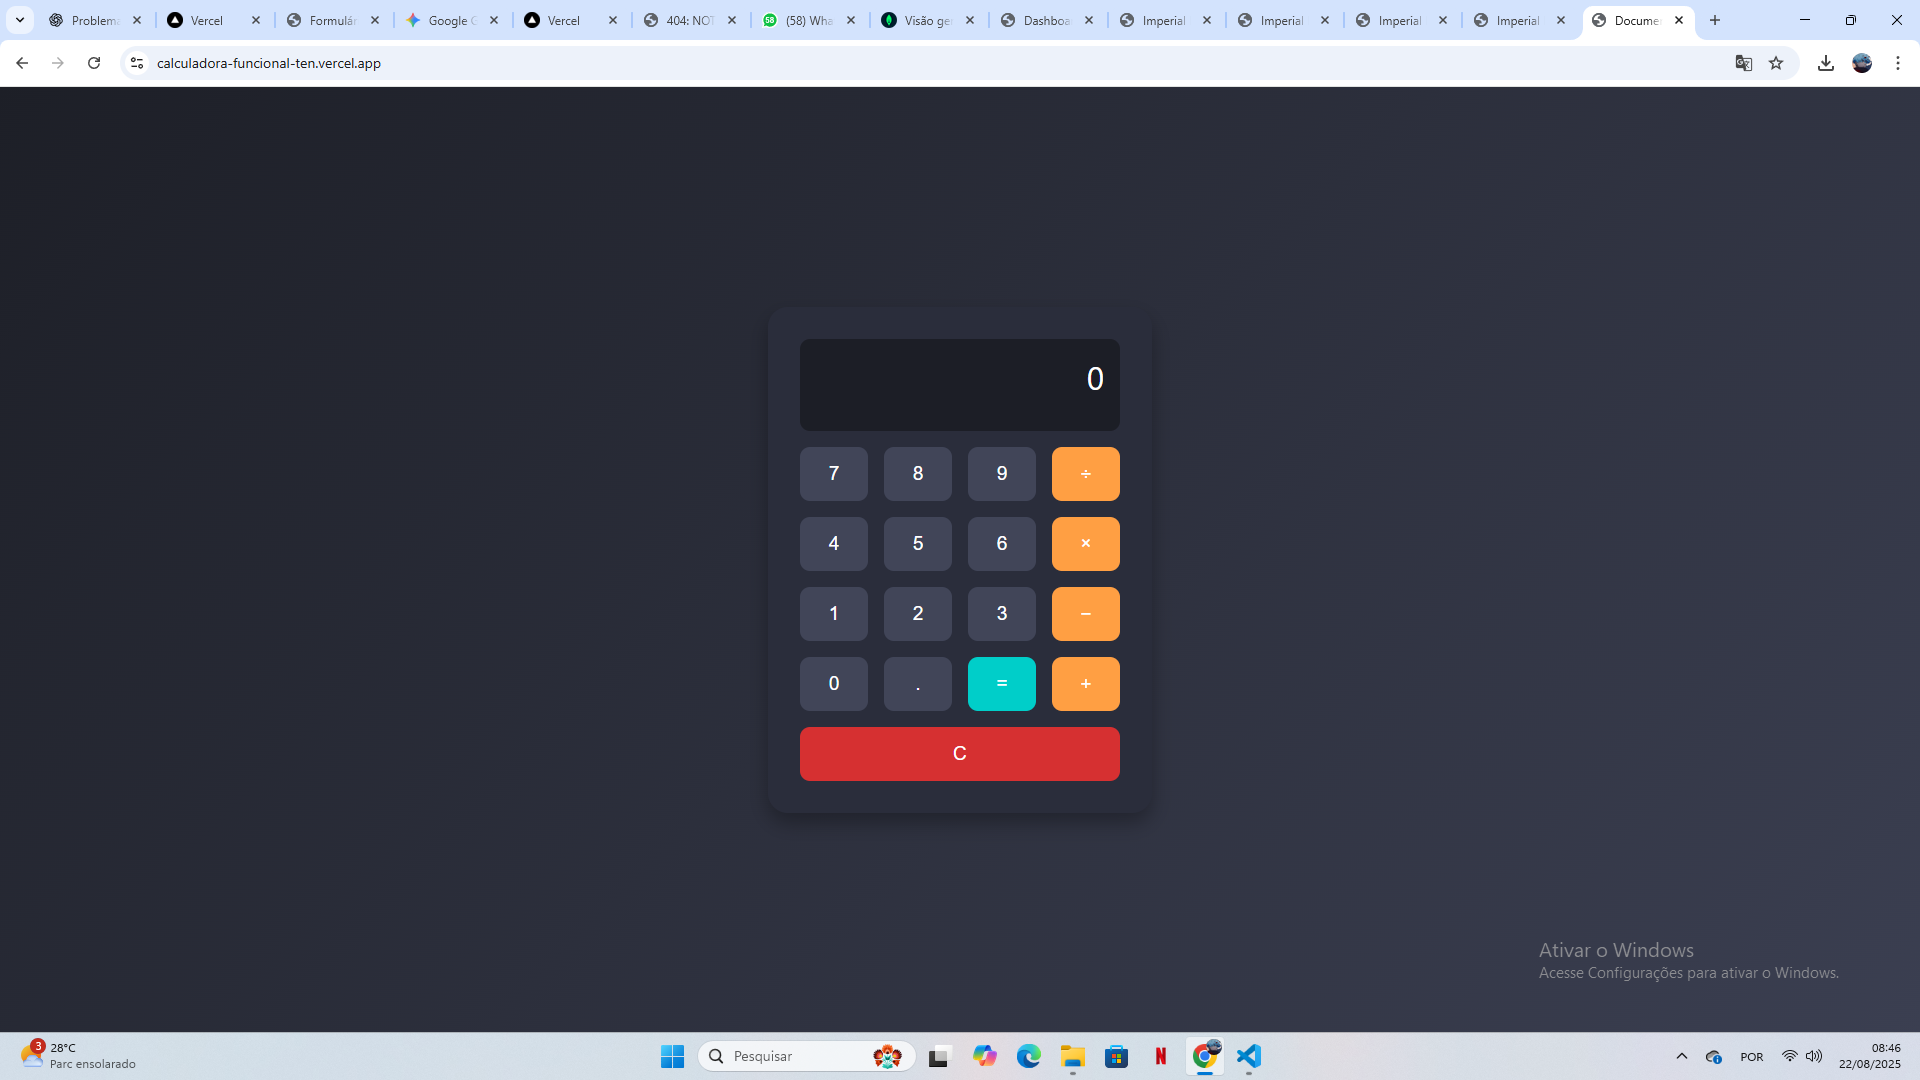 Problema Vercel Formulár Google G Vercel 404: NOT (58) Wha Visão ge Dashboa Imperial Imperial Imperial Imperial Docume
calculadora-funcional-ten.vercel.app
0
7 8 9 ÷
4 5 6 ×
1 2 3 −
0 . = +
C
Ativar o Windows
Acesse Configurações para ativar o Windows.
3 28°C
Parc ensolarado
Pesquisar
POR
08:46
22/08/2025